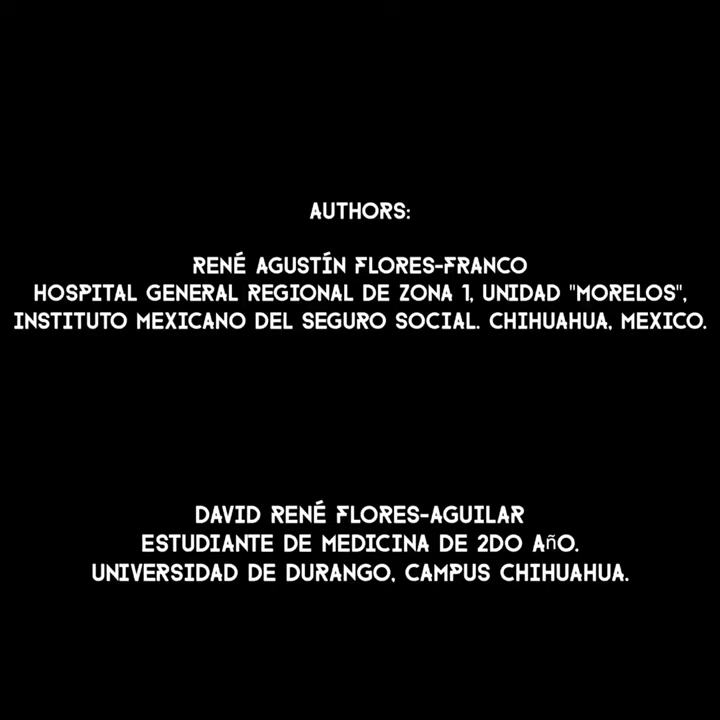 AUTHORS:
RENÉ AGUSTÍN FLORES-FRANCO
HOSPITAL GENERAL REGIONAL DE ZONA 1, UNIDAD "MORELOS",
INSTITUTO MEXICANO DEL SEGURO SOCIAL. CHIHUAHUA, MEXICO.
DAVID RENÉ FLORES-AGUILAR
ESTUDIANTE DE MEDICINA DE 2DO AñO.
UNIVERSIDAD DE DURANGO, CAMPUS CHIHUAHUA.